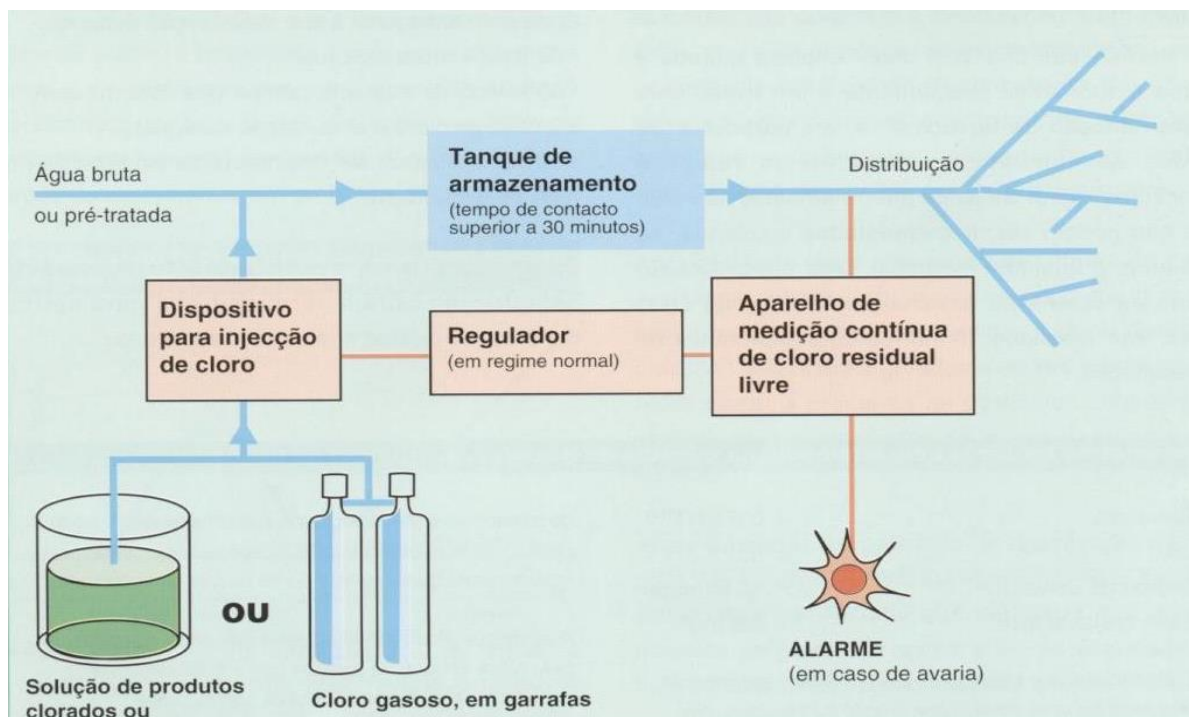 Água bruta
ou pré-tratada
Tanque de
armazenamento
(tempo de contacto
superior a 30 minutos)
Distribuição
Dispositivo
para injecção
de cloro
Regulador
(em regime normal)
Aparelho de
medição contínua
de cloro residual
livre
OU
Solução de produtos
clorados ou
Cloro gasoso, em garrafas
ALARME
(em caso de avaria)